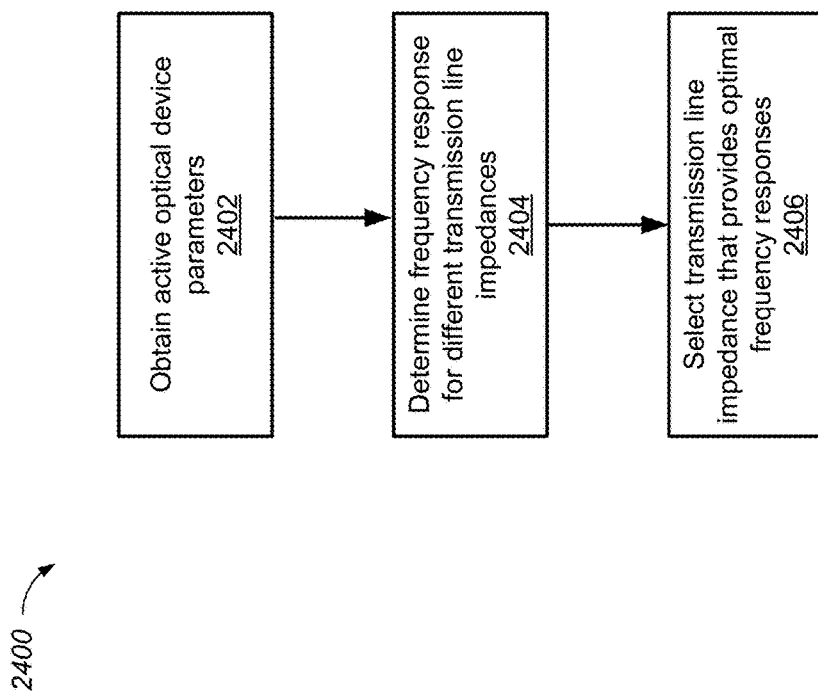 2400
Obtain active optical device
parameters
2402
Determine frequency response
for different transmission line
impedances
2404
Select transmission line
impedance that provides optimal
frequency responses
2406